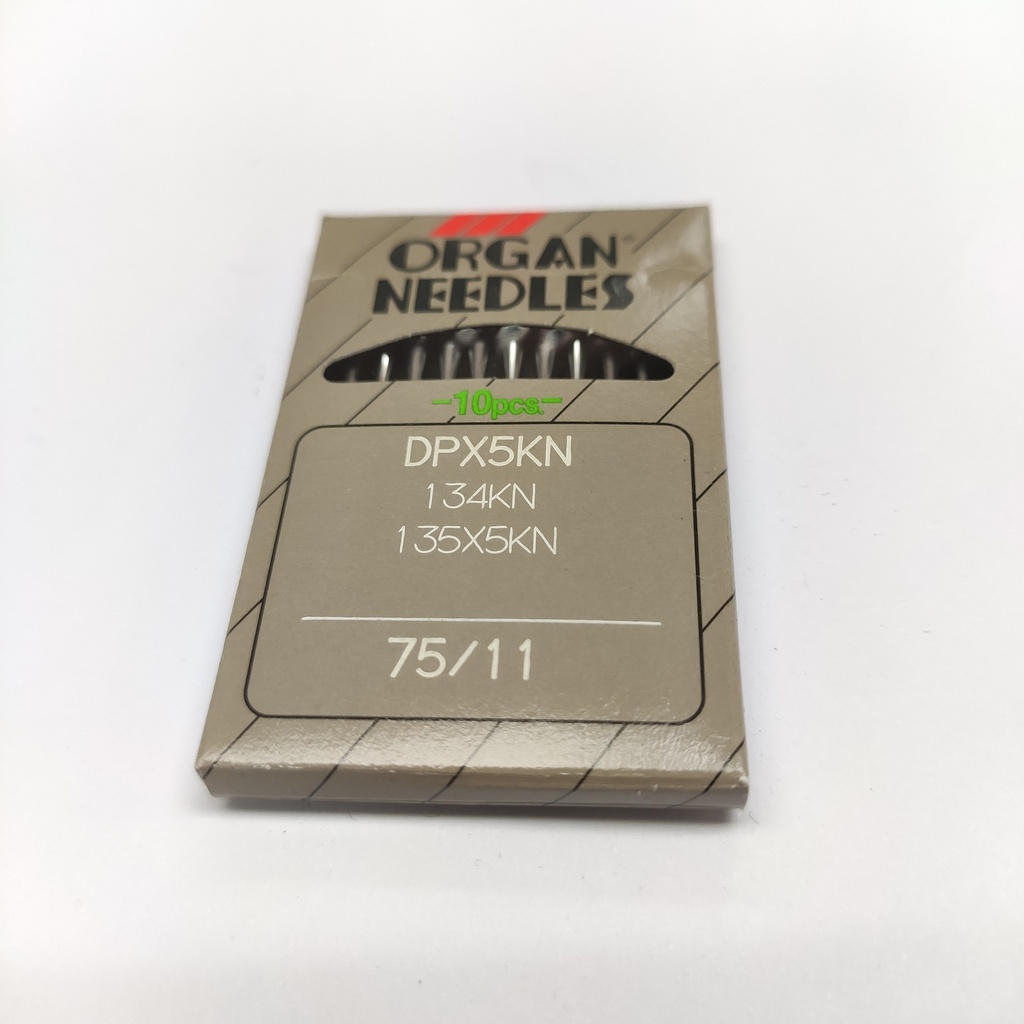 ORGAN®
NEEDLES
-10pcs.-
DPX5KN
134KN
135X5KN
75/11